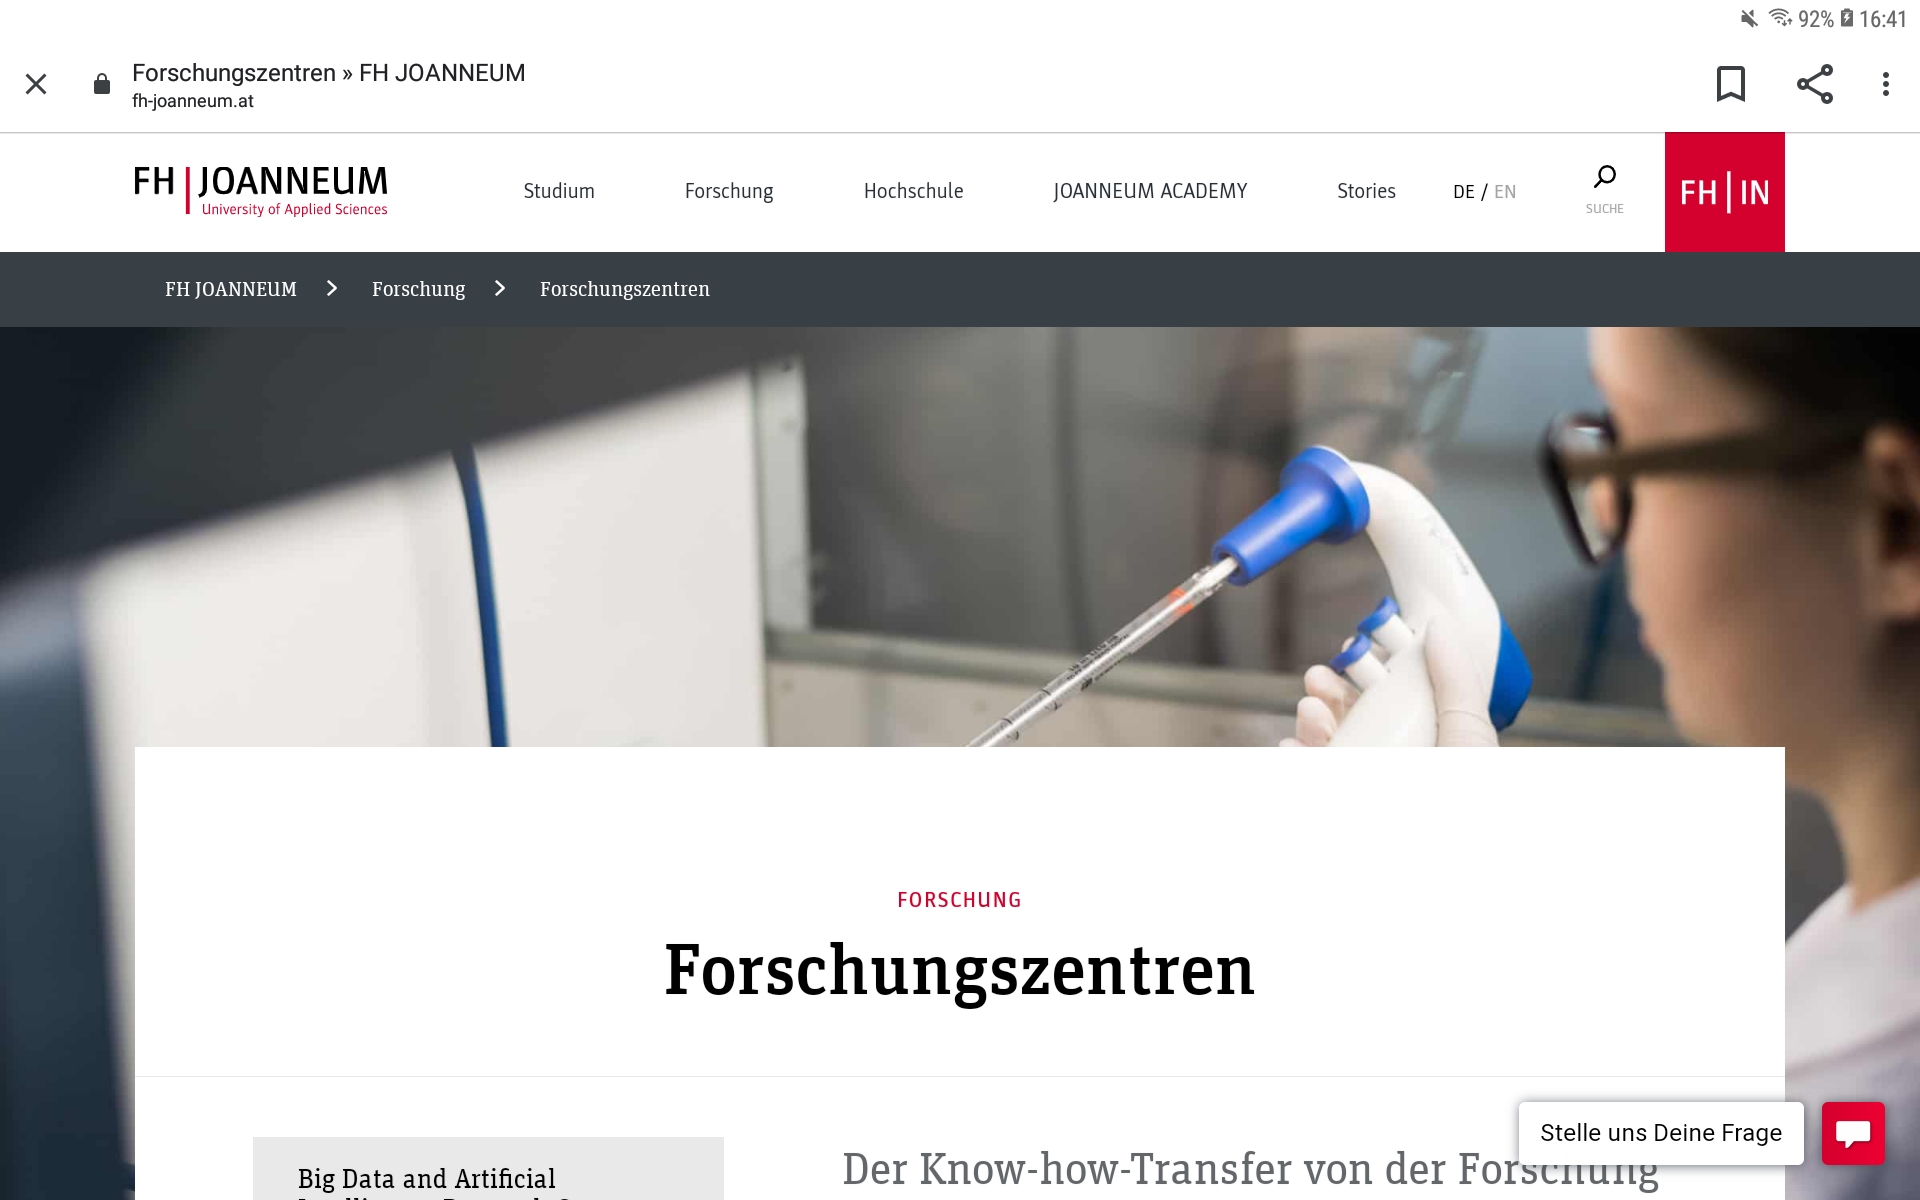 92% 16:41
Forschungszentren » FH JOANNEUM
fh-joanneum.at
FH JOANNEUM
University of Applied Sciences
Studium
Forschung
Hochschule
JOANNEUM ACADEMY
Stories
DE / EN
SUCHE
FH IN
FH JOANNEUM
Forschung
Forschungszentren
FORSCHUNG
Forschungszentren
Big Data and Artificial
Der Know-how-Transfer von der Forschung
Stelle uns Deine Frage